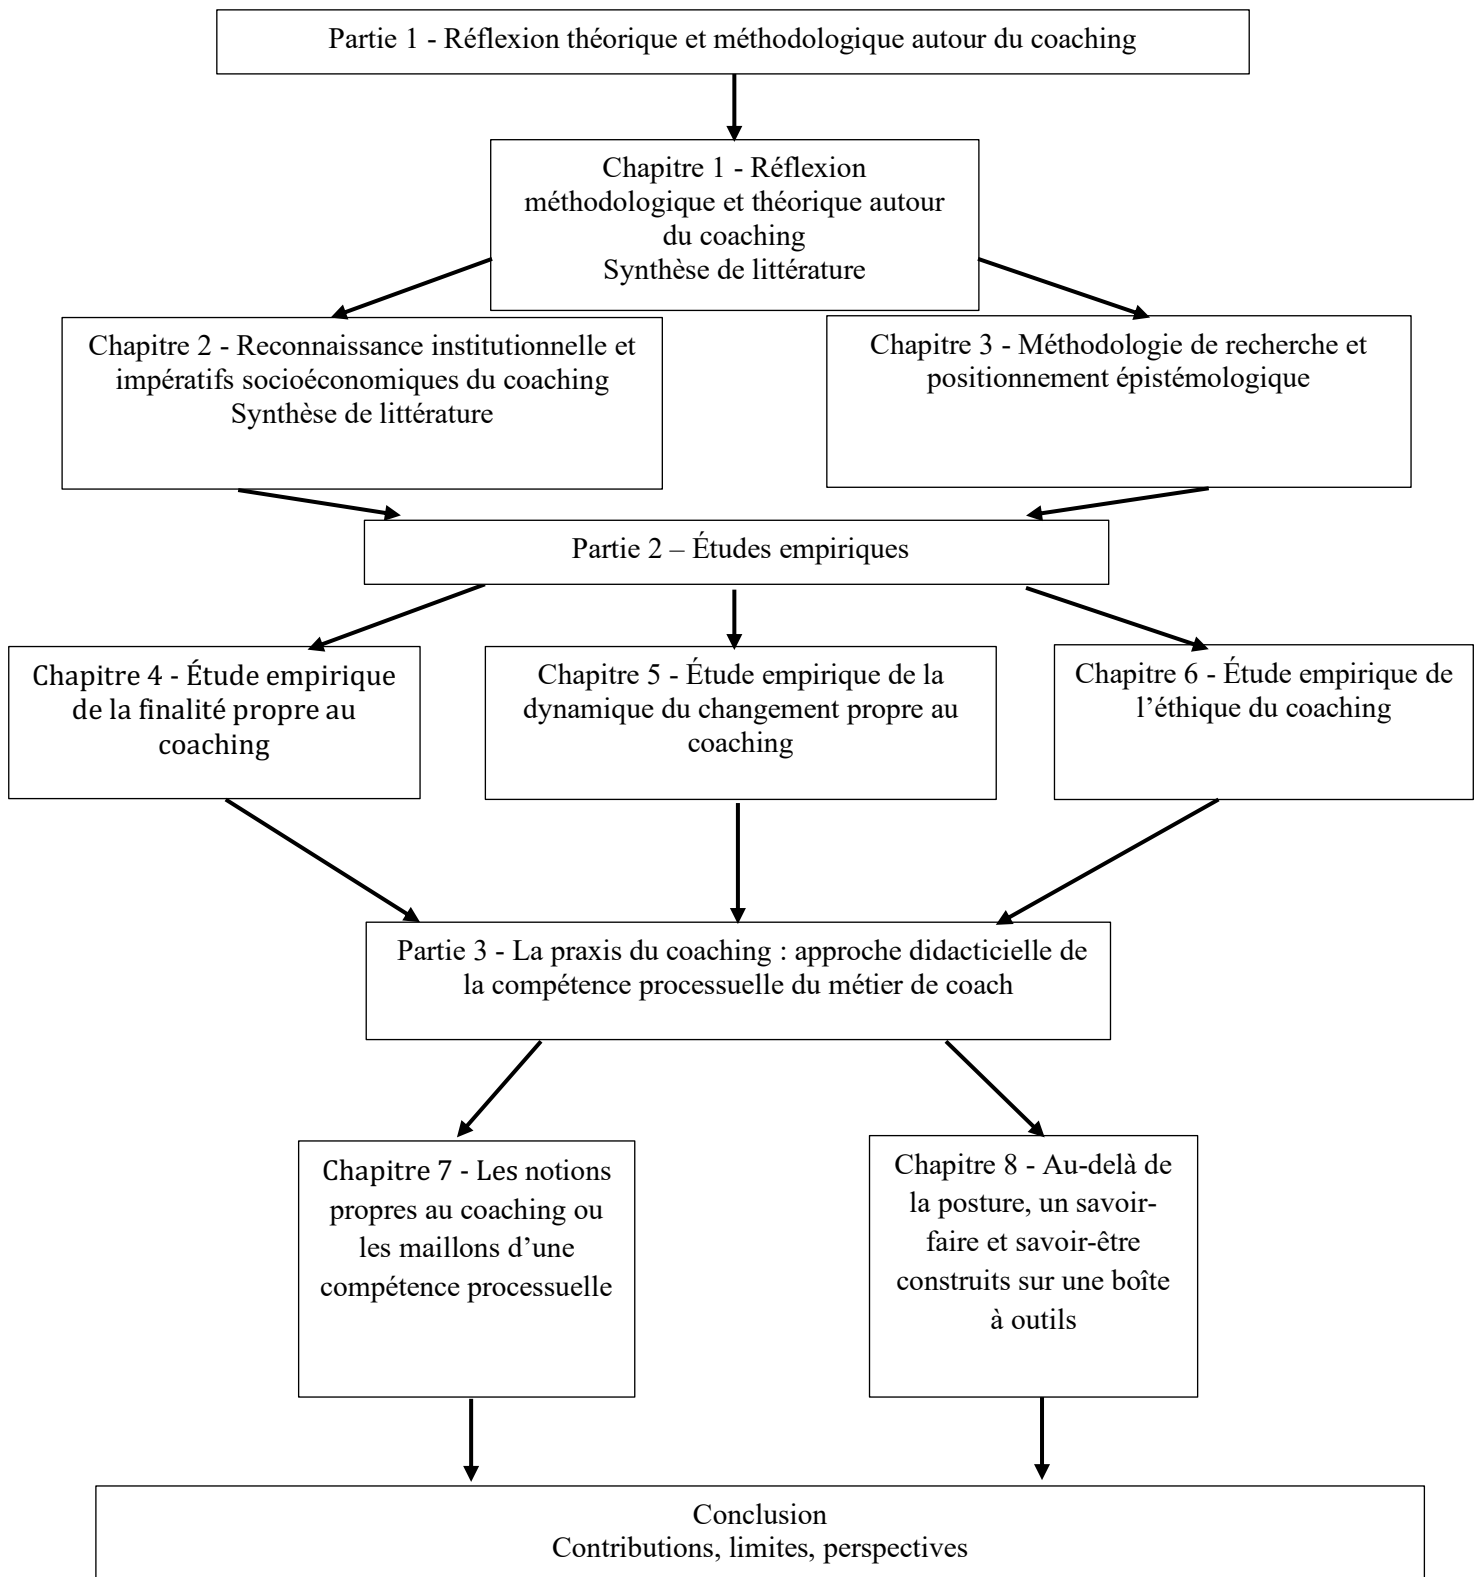 Partie 1 - Réflexion théorique et méthodologique autour du coaching
Chapitre 1 - Réflexion
méthodologique et théorique autour
du coaching
Synthèse de littérature
Chapitre 2 - Reconnaissance institutionnelle et
impératifs socioéconomiques du coaching
Synthèse de littérature
Chapitre 3 - Méthodologie de recherche et
positionnement épistémologique
Partie 2 – Études empiriques
Chapitre 4 - Étude empirique
de la finalité propre au
coaching
Chapitre 5 - Étude empirique de la
dynamique du changement propre au
coaching
Chapitre 6 - Étude empirique de
l’éthique du coaching
Partie 3 - La praxis du coaching : approche didacticielle de
la compétence processuelle du métier de coach
Chapitre 7 - Les notions
propres au coaching ou
les maillons d’une
compétence processuelle
Chapitre 8 - Au-delà de
la posture, un savoir-
faire et savoir-être
construits sur une boîte
à outils
Conclusion
Contributions, limites, perspectives